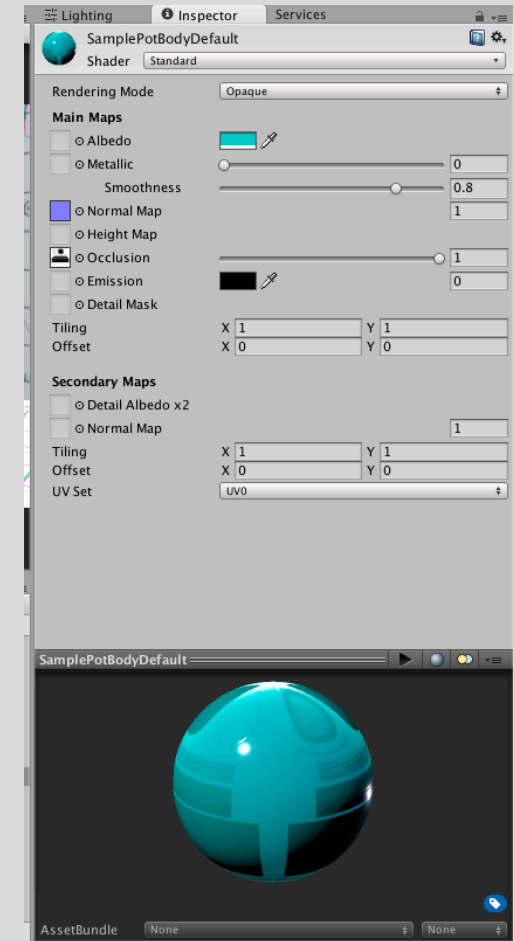 Lighting Inspector Services
SamplePotBodyDefault
Shader Standard
Rendering Mode Opaque
Main Maps
Albedo
Metallic 0
Smoothness 0.8
Normal Map 1
Height Map
Occlusion 1
Emission 0
Detail Mask
Tiling X 1 Y 1
Offset X 0 Y 0
Secondary Maps
Detail Albedo x2
Normal Map 1
Tiling X 1 Y 1
Offset X 0 Y 0
UV Set UV0
SamplePotBodyDefault
AssetBundle None None